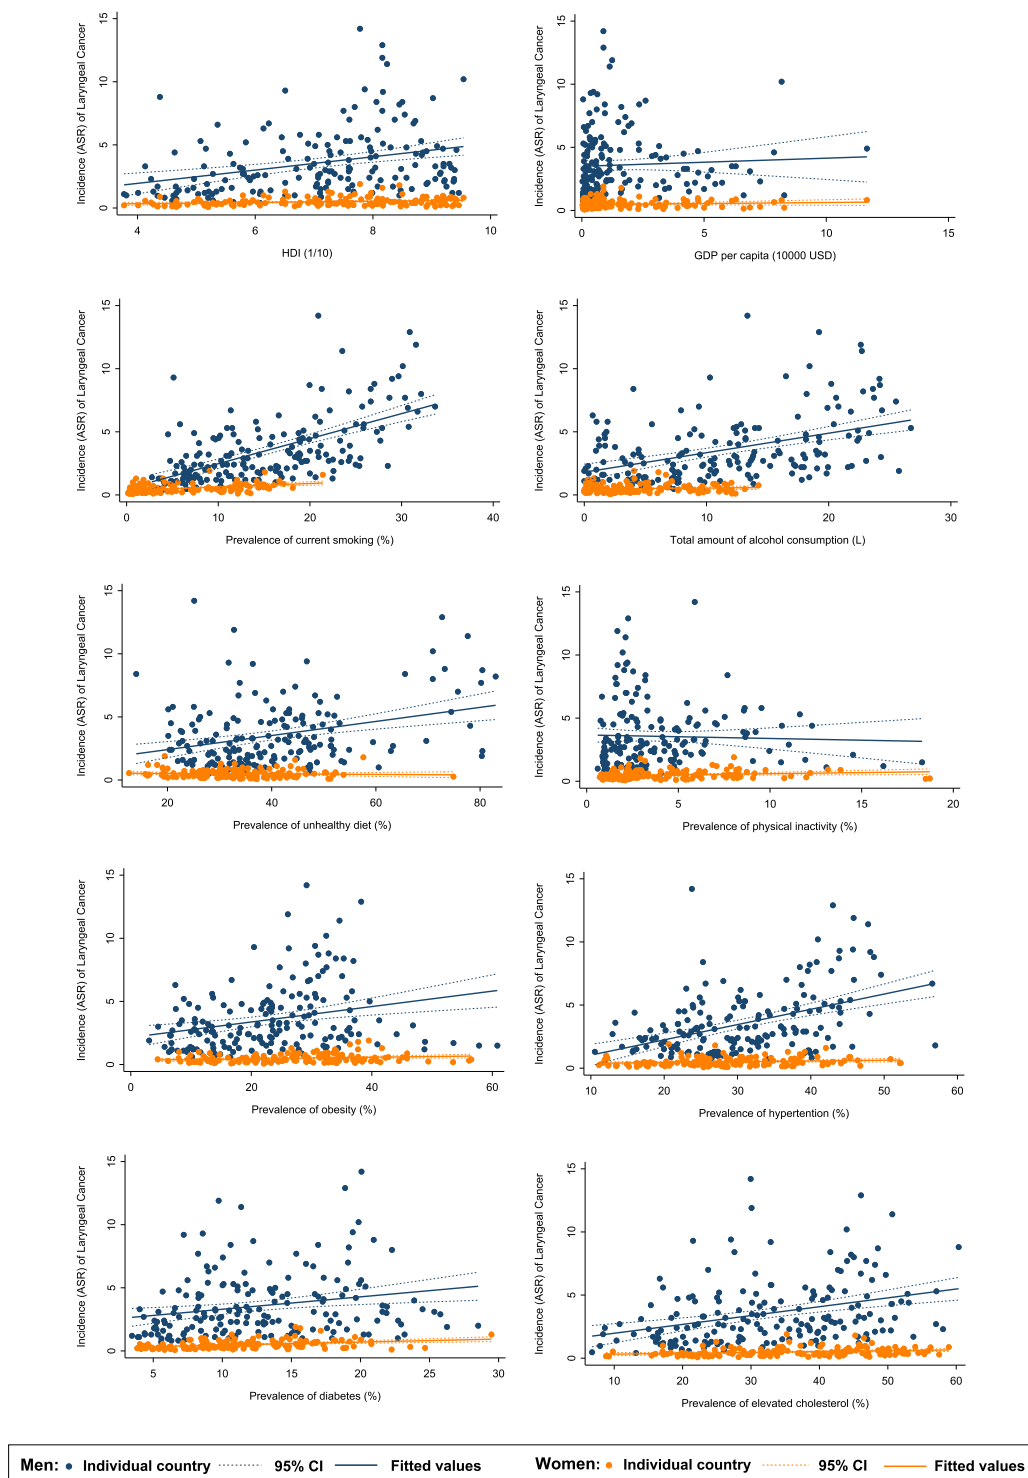 Incidence (ASR) of Laryngeal Cancer
0 5 10 15
4 6 8 10
HDI (1/10)
Incidence (ASR) of Laryngeal Cancer
0 5 10 15
0 5 10 15
GDP per capita (10000 USD)
Incidence (ASR) of Laryngeal Cancer
0 5 10 15
0 10 20 30 40
Prevalence of current smoking (%)
Incidence (ASR) of Laryngeal Cancer
0 5 10 15
0 10 20 30
Total amount of alcohol consumption (L)
Incidence (ASR) of Laryngeal Cancer
0 5 10 15
20 40 60 80
Prevalence of unhealthy diet (%)
Incidence (ASR) of Laryngeal Cancer
0 5 10 15
0 5 10 15 20
Prevalence of physical inactivity (%)
Incidence (ASR) of Laryngeal Cancer
0 5 10 15
0 20 40 60
Prevalence of obesity (%)
Incidence (ASR) of Laryngeal Cancer
0 5 10 15
10 20 30 40 50 60
Prevalence of hypertention (%)
Incidence (ASR) of Laryngeal Cancer
0 5 10 15
5 10 15 20 25 30
Prevalence of diabetes (%)
Incidence (ASR) of Laryngeal Cancer
0 5 10 15
10 20 30 40 50 60
Prevalence of elevated cholesterol (%)
Men: Individual country 95% CI Fitted values Women: Individual country 95% CI Fitted values